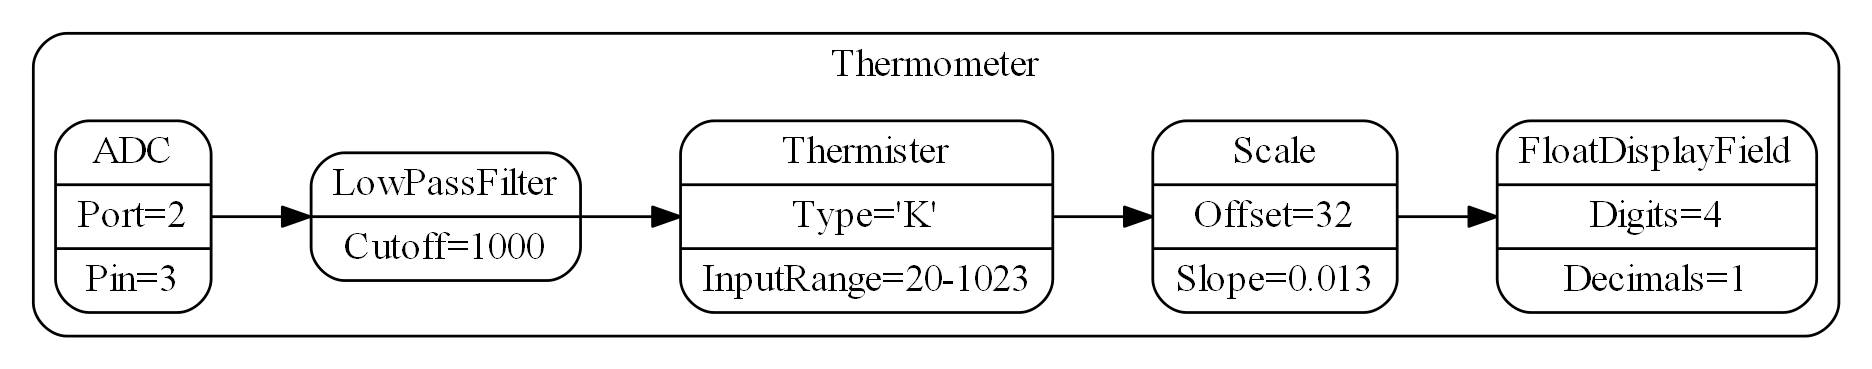 Thermometer
ADC
Port=2
Pin=3
LowPassFilter
Cutoff=1000
Thermister
Type='K'
InputRange=20-1023
Scale
Offset=32
Slope=0.013
FloatDisplayField
Digits=4
Decimals=1